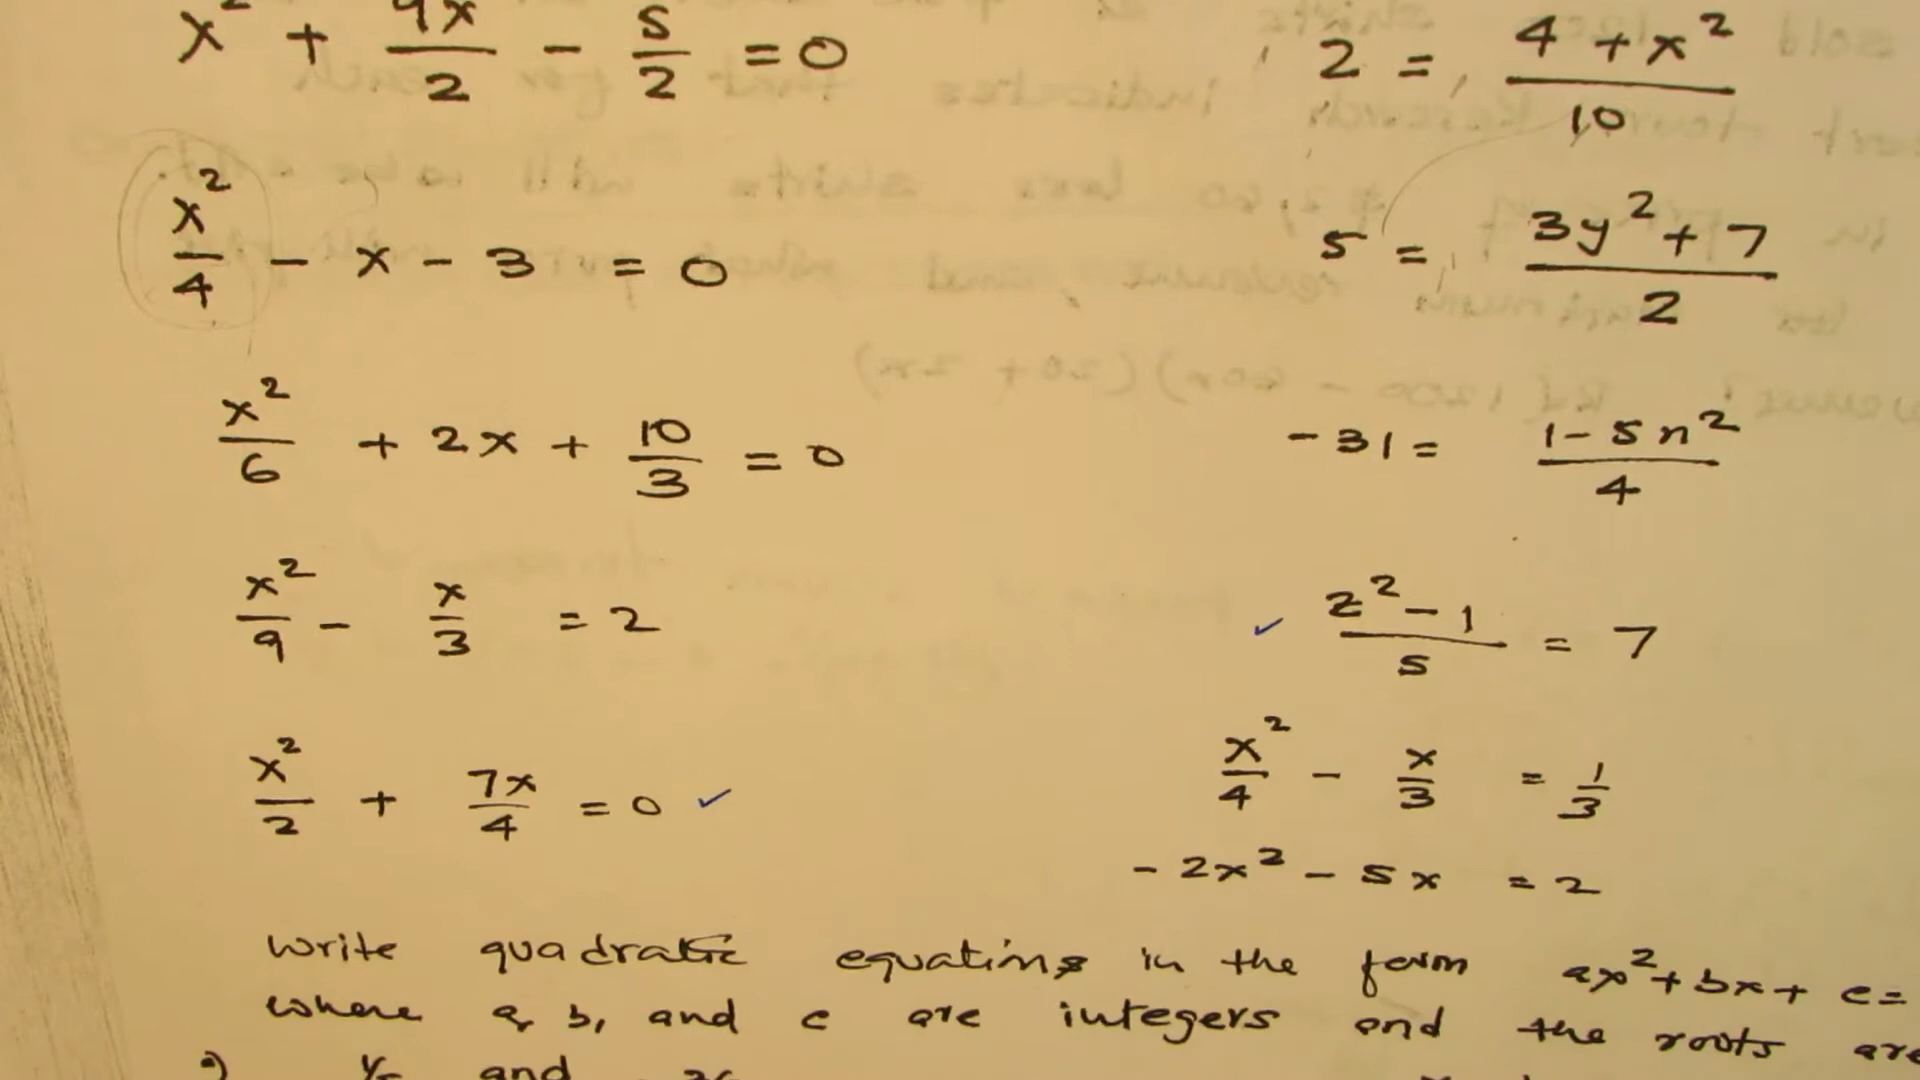 x² + 9x/2 - 5/2 = 0
x²/4 - x - 3 = 0
x²/6 + 2x + 10/3 = 0
x²/9 - x/3 = 2
x²/2 + 7x/4 = 0 ✓
2 = (4 + x²)/10
5 = (3y² + 7)/2
-31 = (1 - 5n²)/4
✓ (z² - 1)/5 = 7
x²/4 - x/3 = 1/3
- 2x² - 5x = 2
write quadratic equations in the form ax² + bx + c =
where a, b, and c are integers and the roots are
and